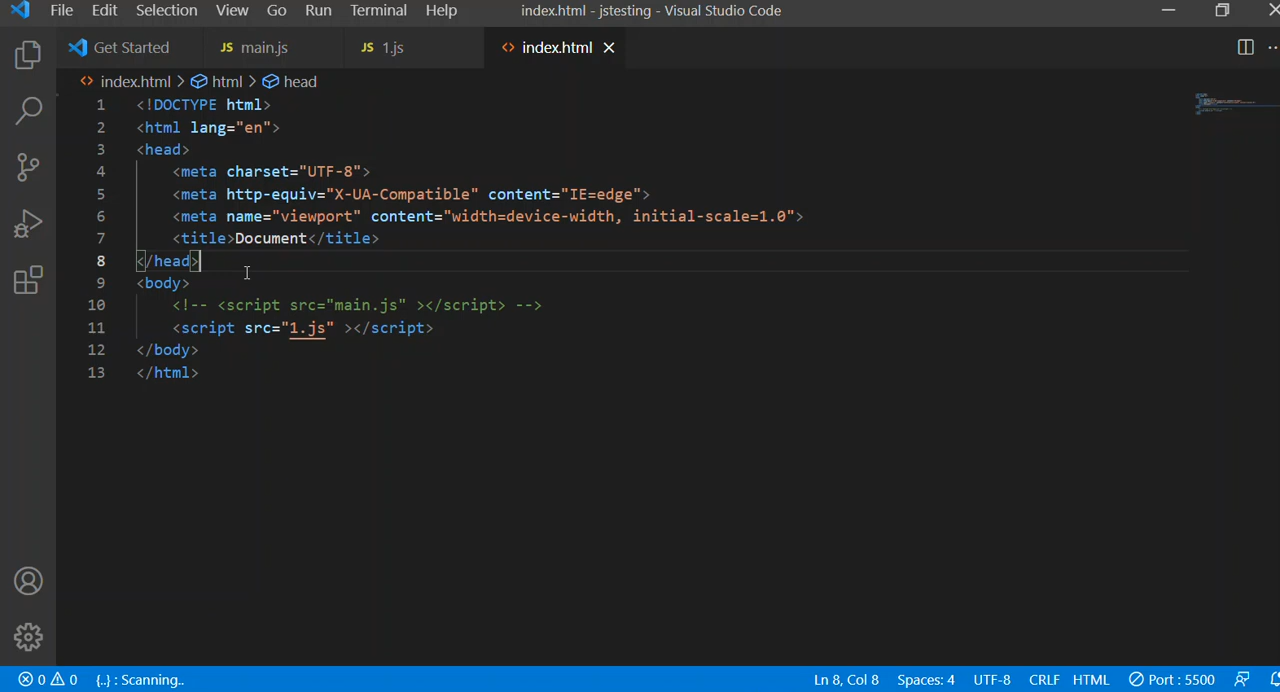 File Edit Selection View Go Run Terminal Help index.html - jstesting - Visual Studio Code
Get Started JS main.js JS 1.js <> index.html
<> index.html > html > head
1 <!DOCTYPE html>
2 <html lang="en">
3 <head>
4 <meta charset="UTF-8">
5 <meta http-equiv="X-UA-Compatible" content="IE=edge">
6 <meta name="viewport" content="width=device-width, initial-scale=1.0">
7 <title>Document</title>
8 </head>
9 <body>
10 <!-- <script src="main.js" ></script> -->
11 <script src="1.js" ></script>
12 </body>
13 </html>
0 0 {..} : Scanning.. Ln 8, Col 8 Spaces: 4 UTF-8 CRLF HTML Port : 5500